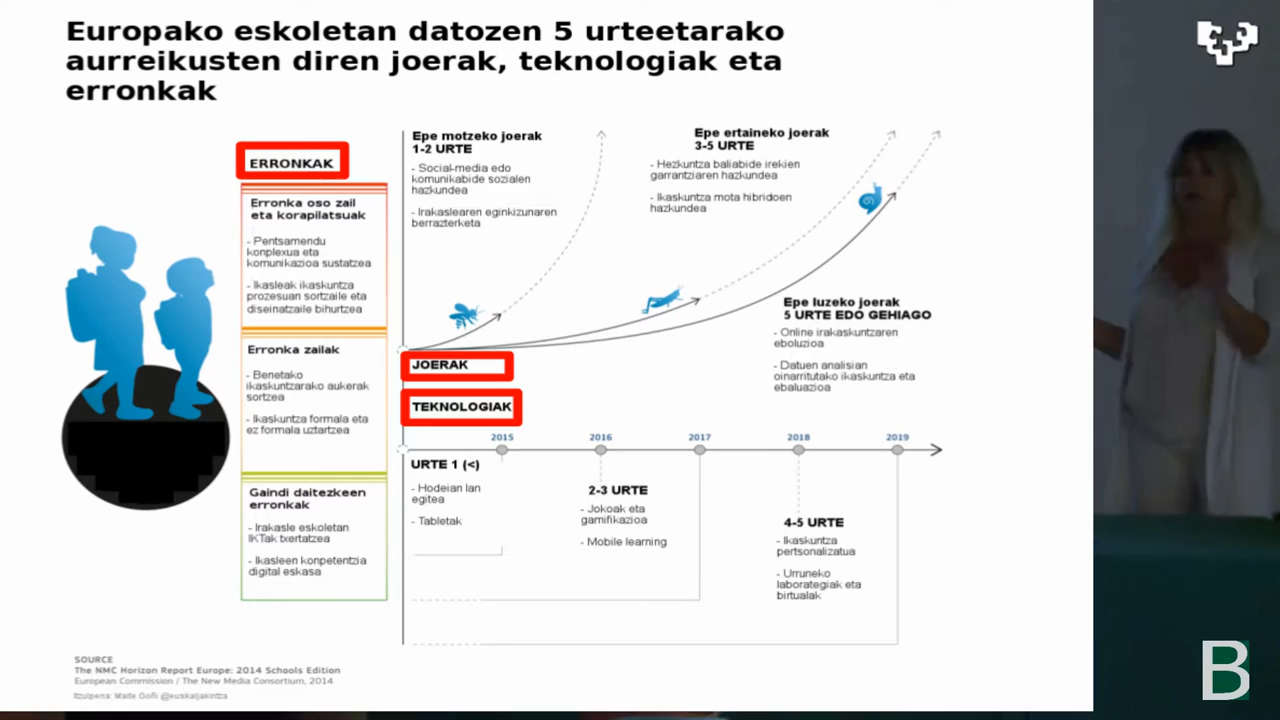 Europako eskoletan datozen 5 urteetarako
aurreikusten diren joerak, teknologiak eta
erronkak
ERRONKAK
Erronka oso zail
eta korapilatsuak
- Pentsamendu
konplexua eta
komunikazioa sustatzea
- Ikasleak ikaskuntza
prozesuan sortzaile eta
diseinatzaile bihurtzea
Erronka zailak
- Benetako
ikaskuntzarako aukerak
sortzea
- Ikaskuntza formala eta
ez formala uztartzea
Gaindi daitezkeen
erronkak
- Irakasle eskoletan
IKTak txertatzea
- Ikasleen konpetentzia
digital eskasa
Epe motzeko joerak
1-2 URTE
- Social-media edo
komunikabide sozialen
hazkundea
- Irakaslearen eginkizunaren
berrazterketa
Epe ertaineko joerak
3-5 URTE
- Hezkuntza baliabide irekien
garrantziaren hazkundea
- Ikaskuntza mota hibridoen
hazkundea
Epe luzeko joerak
5 URTE EDO GEHIAGO
- Online irakaskuntzaren
eboluzioa
- Datuen analisian
oinarritutako ikaskuntza eta
ebaluazioa
JOERAK
TEKNOLOGIAK
2015 2016 2017 2018 2019
URTE 1 (<)
- Hodeian lan
egitea
- Tabletak
2-3 URTE
- Jokoak eta
gamifikazioa
- Mobile learning
4-5 URTE
- Ikaskuntza
pertsonalizatua
- Urruneko
laborategiak eta
birtualak
SOURCE
The NMC Horizon Report Europe: 2014 Schools Edition
European Commission / The New Media Consortium, 2014
Itzulpena: Maite Goñi @euskaljakintza
B